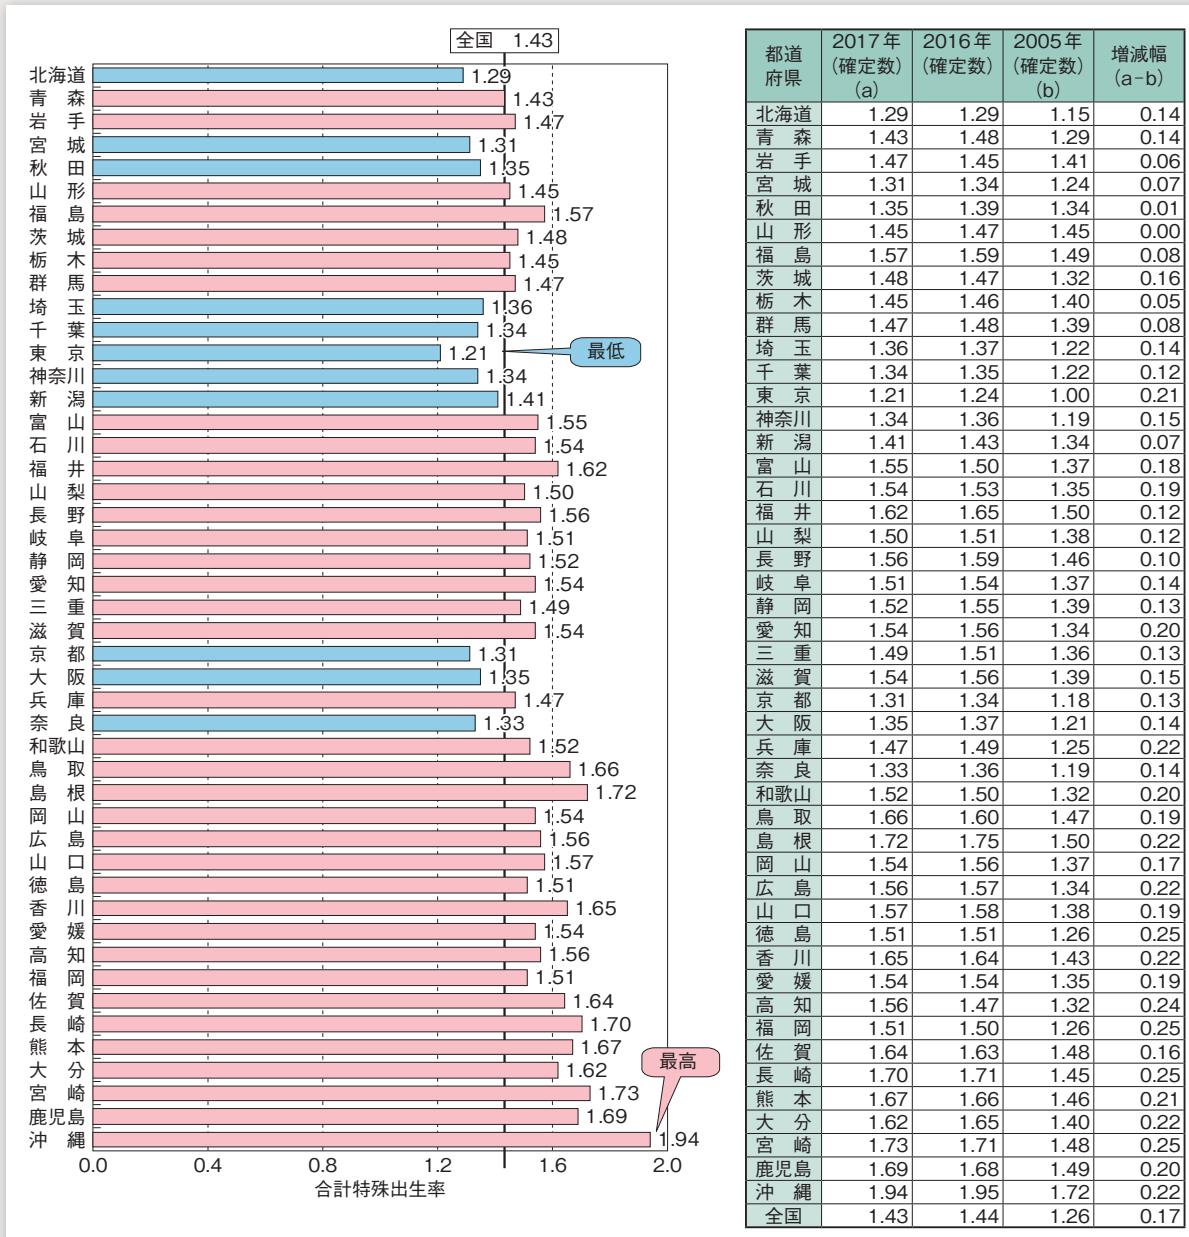 全国 1.43
北海道 1.29
青森 1.43
岩手 1.47
宮城 1.31
秋田 1.35
山形 1.45
福島 1.57
茨城 1.48
栃木 1.45
群馬 1.47
埼玉 1.36
千葉 1.34
東京 1.21 最低
神奈川 1.34
新潟 1.41
富山 1.55
石川 1.54
福井 1.62
山梨 1.50
長野 1.56
岐阜 1.51
静岡 1.52
愛知 1.54
三重 1.49
滋賀 1.54
京都 1.31
大阪 1.35
兵庫 1.47
奈良 1.33
和歌山 1.52
鳥取 1.66
島根 1.72
岡山 1.54
広島 1.56
山口 1.57
徳島 1.51
香川 1.65
愛媛 1.54
高知 1.56
福岡 1.51
佐賀 1.64
長崎 1.70
熊本 1.67
大分 1.62
最高
宮崎 1.73
鹿児島 1.69
沖縄 1.94
0.0 0.4 0.8 1.2 1.6 2.0
合計特殊出生率
都道府県 2017年（確定数）（a） 2016年（確定数） 2005年（確定数）（b） 増減幅（a-b）
北海道 1.29 1.29 1.15 0.14
青森 1.43 1.48 1.29 0.14
岩手 1.47 1.45 1.41 0.06
宮城 1.31 1.34 1.24 0.07
秋田 1.35 1.39 1.34 0.01
山形 1.45 1.47 1.45 0.00
福島 1.57 1.59 1.49 0.08
茨城 1.48 1.47 1.32 0.16
栃木 1.45 1.46 1.40 0.05
群馬 1.47 1.48 1.39 0.08
埼玉 1.36 1.37 1.22 0.14
千葉 1.34 1.35 1.22 0.12
東京 1.21 1.24 1.00 0.21
神奈川 1.34 1.36 1.19 0.15
新潟 1.41 1.43 1.34 0.07
富山 1.55 1.50 1.37 0.18
石川 1.54 1.53 1.35 0.19
福井 1.62 1.65 1.50 0.12
山梨 1.50 1.51 1.38 0.12
長野 1.56 1.59 1.46 0.10
岐阜 1.51 1.54 1.37 0.14
静岡 1.52 1.55 1.39 0.13
愛知 1.54 1.56 1.34 0.20
三重 1.49 1.51 1.36 0.13
滋賀 1.54 1.56 1.39 0.15
京都 1.31 1.34 1.18 0.13
大阪 1.35 1.37 1.21 0.14
兵庫 1.47 1.49 1.25 0.22
奈良 1.33 1.36 1.19 0.14
和歌山 1.52 1.50 1.32 0.20
鳥取 1.66 1.60 1.47 0.19
島根 1.72 1.75 1.50 0.22
岡山 1.54 1.56 1.37 0.17
広島 1.56 1.57 1.34 0.22
山口 1.57 1.58 1.38 0.19
徳島 1.51 1.51 1.26 0.25
香川 1.65 1.64 1.43 0.22
愛媛 1.54 1.54 1.35 0.19
高知 1.56 1.47 1.32 0.24
福岡 1.51 1.50 1.26 0.25
佐賀 1.64 1.63 1.48 0.16
長崎 1.70 1.71 1.45 0.25
熊本 1.67 1.66 1.46 0.21
大分 1.62 1.65 1.40 0.22
宮崎 1.73 1.71 1.48 0.25
鹿児島 1.69 1.68 1.49 0.20
沖縄 1.94 1.95 1.72 0.22
全国 1.43 1.44 1.26 0.17